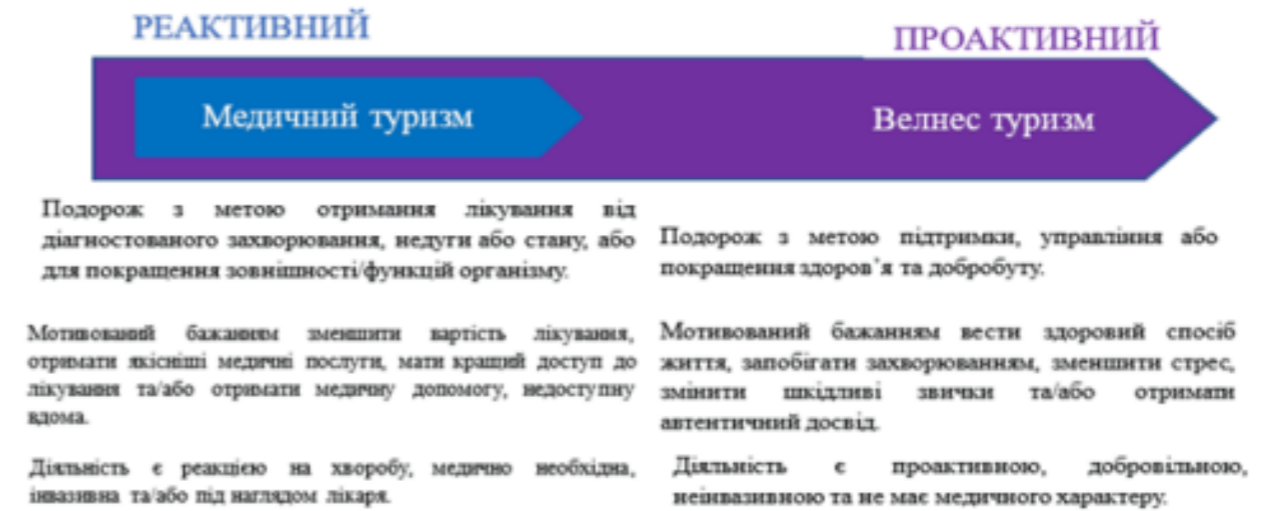 РЕАКТИВНИЙ
ПРОАКТИВНИЙ
Медичний туризм
Велнес туризм
Подорож з метою отримання лікування від
діагностованого захворювання, недуги або стану, або
для покращення зовнішності/функцій організму.
Мотивований бажанням зменшити вартість лікування,
отримати якісніші медичні послуги, мати кращий доступ до
лікування та/або отримати медичну допомогу, недоступну
вдома.
Діяльність є реакцією на хворобу, медично необхідна,
інвазивна та/або під наглядом лікаря.
Подорож з метою підтримки, управління або
покращення здоров’я та добробуту.
Мотивований бажанням вести здоровий спосіб
життя, запобігати захворюванням, зменшити стрес,
змінити шкідливі звички та/або отримати
автентичний досвід.
Діяльність є проактивною, добровільною,
неінвазивною та не має медичного характеру.